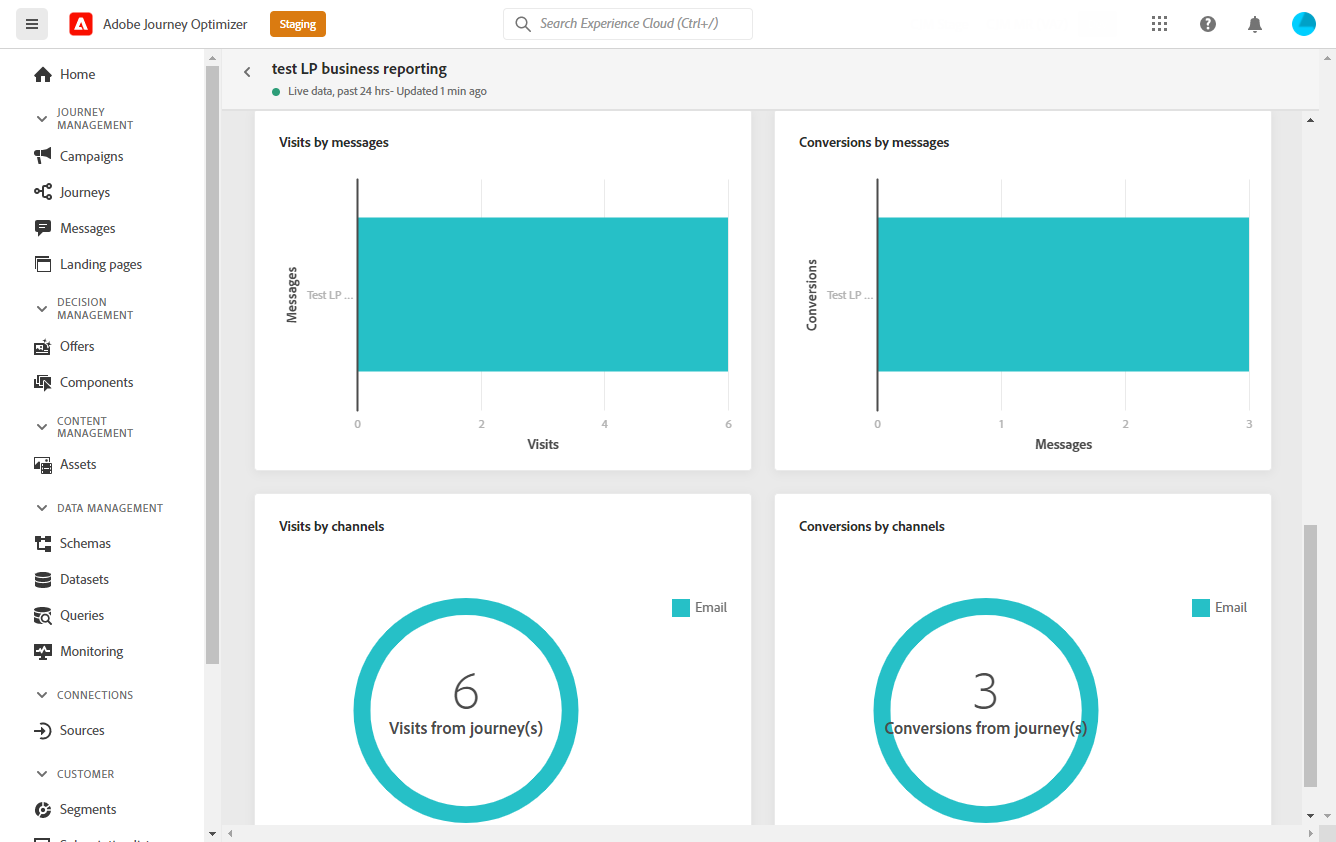 Adobe Journey Optimizer
Staging
Search Experience Cloud (Ctrl+/)
Home
JOURNEY
MANAGEMENT
Campaigns
Journeys
Messages
Landing pages
DECISION
MANAGEMENT
Offers
Components
CONTENT
MANAGEMENT
Assets
DATA MANAGEMENT
Schemas
Datasets
Queries
Monitoring
CONNECTIONS
Sources
CUSTOMER
Segments
test LP business reporting
Live data, past 24 hrs- Updated 1 min ago
Visits by messages
Messages
Test LP ...
0 2 4 6
Visits
Conversions by messages
Conversions
Test LP ...
0 1 2 3
Messages
Visits by channels
Email
6
Visits from journey(s)
Conversions by channels
Email
3
Conversions from journey(s)